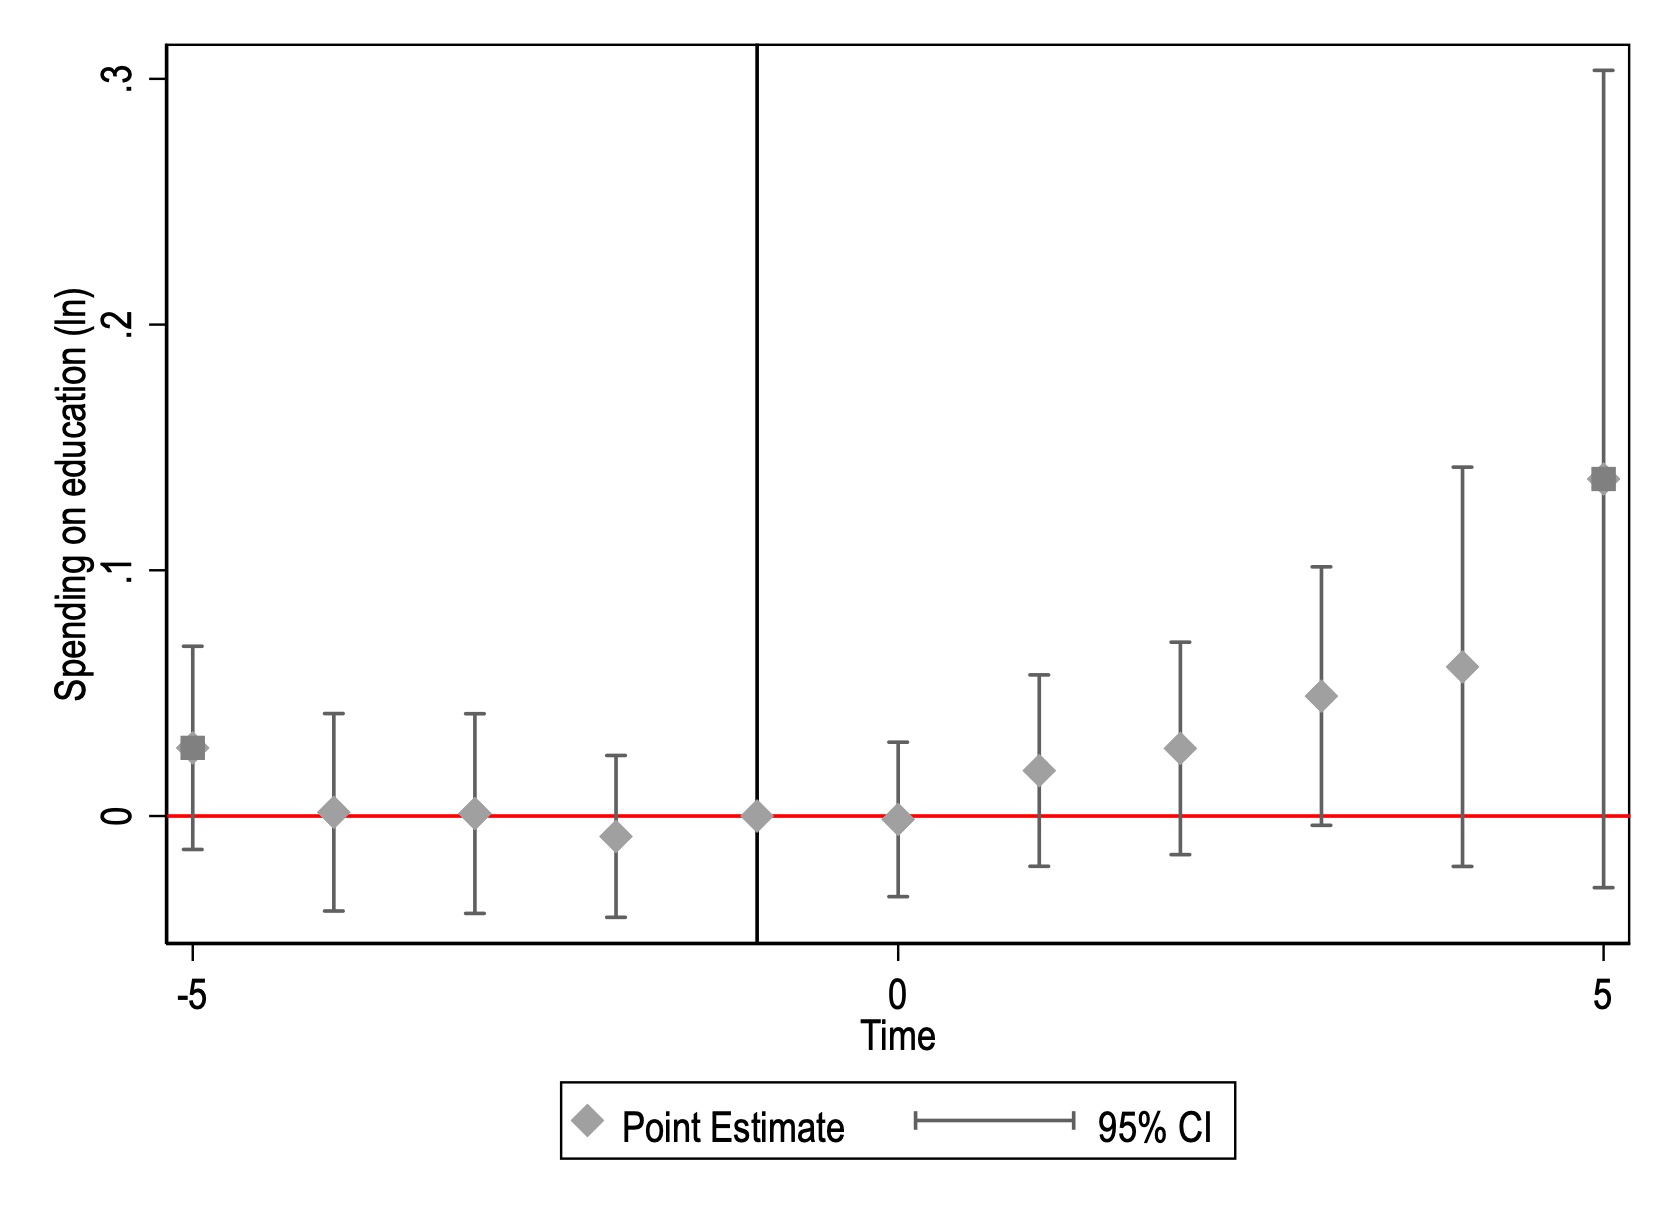 Spending on education (ln)
.3
.2
.1
0
-5
0
5
Time
Point Estimate
95% CI